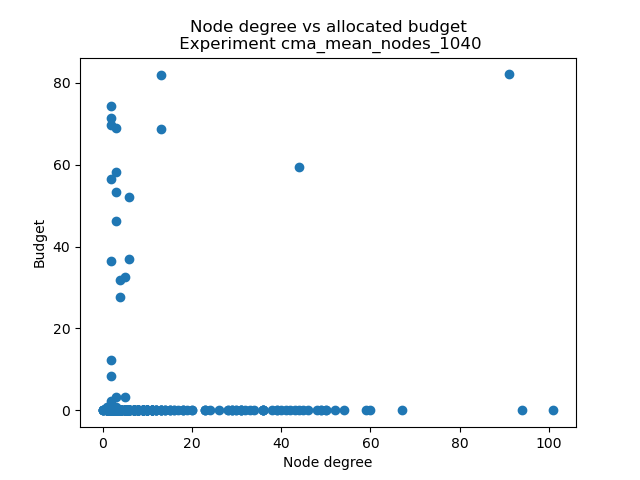 Node degree vs allocated budget
Experiment cma_mean_nodes_1040
80
60
40
20
0
Budget
0 20 40 60 80 100
Node degree